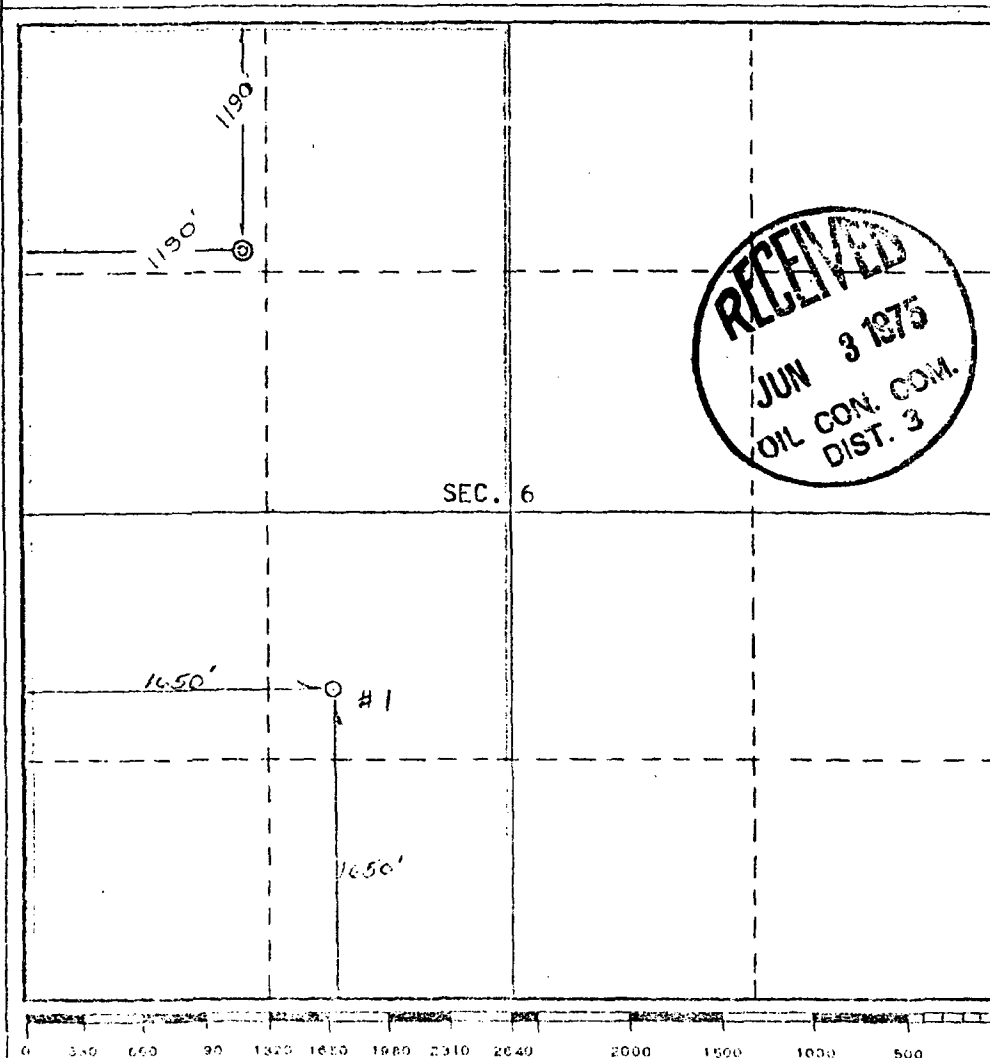 1190'
1190'
RECEIVED
JUN 3 1975
OIL CON. COM.
DIST. 3
SEC. 6
1650'
#1
1650'
0 330 660 90 1320 1650 1980 2310 2640 2000 1500 1000 500